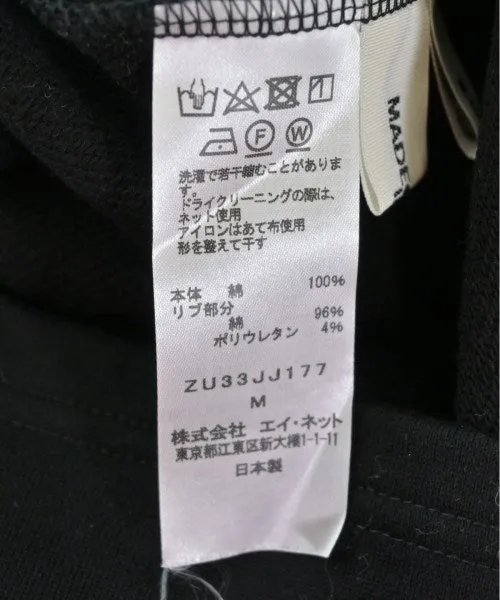 F W
洗濯で若干縮むことがありま
す。
ドライクリーニングの際は、
ネット使用
アイロンはあて布使用
形を整えて干す
本体 綿 100%
リブ部分
綿 96%
ポリウレタン 4%
ZU33JJ177
M
株式会社 エイ・ネット
東京都江東区新大橋1-1-11
日本製
MADE